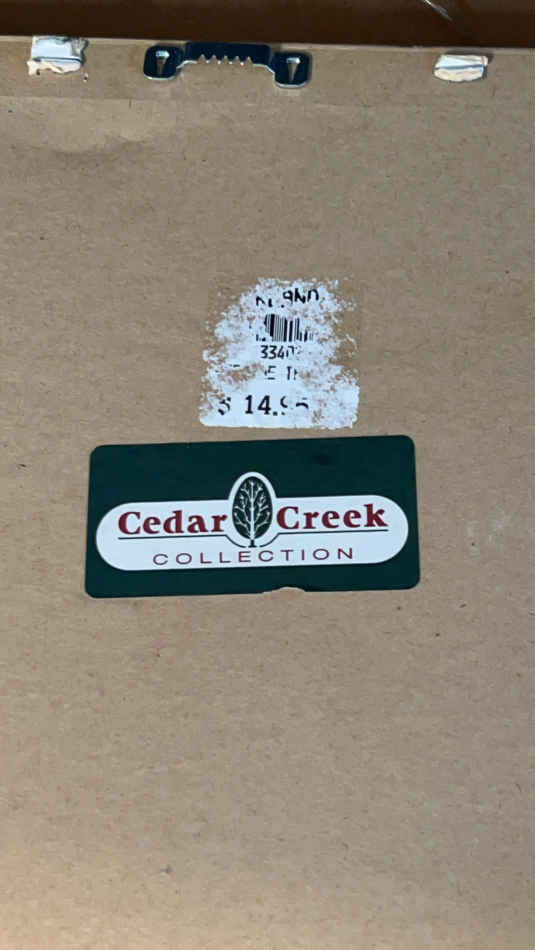 3340
$ 14.95
Cedar Creek
COLLECTION